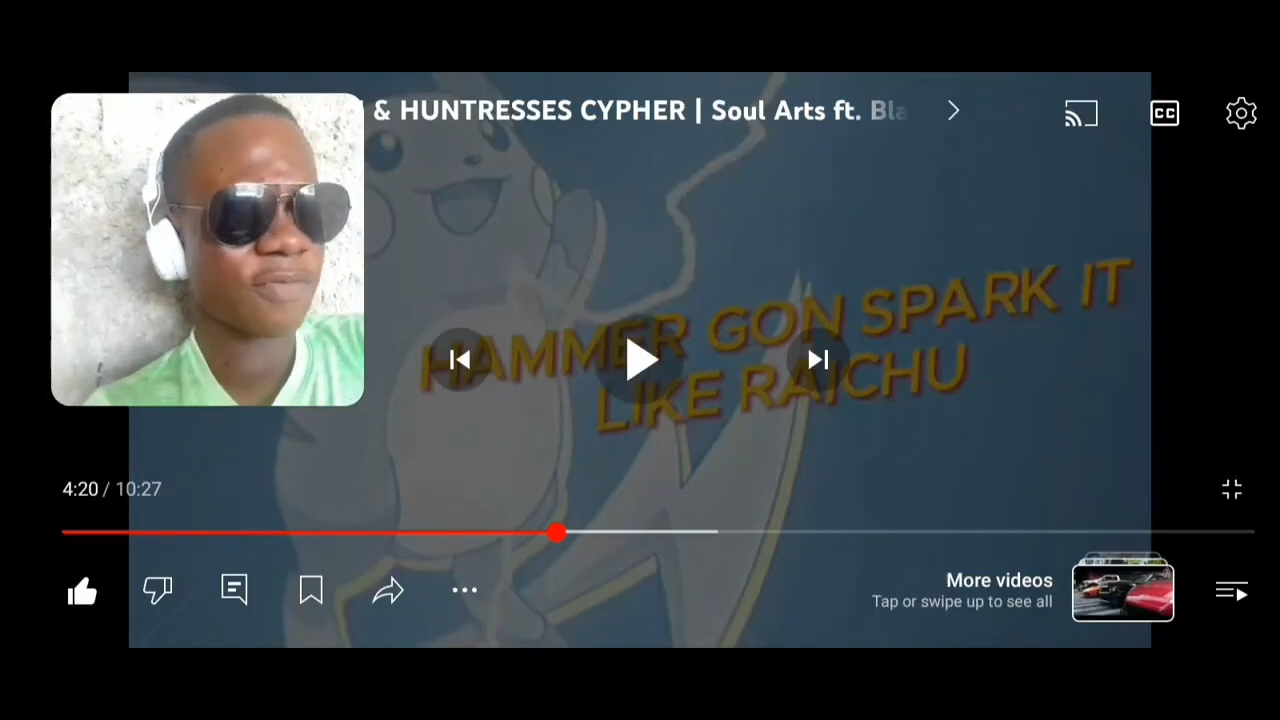 & HUNTRESSES CYPHER | Soul Arts ft. Bla
CC
HAMMER GON SPARK IT
LIKE RAICHU
4:20 / 10:27
More videos
Tap or swipe up to see all